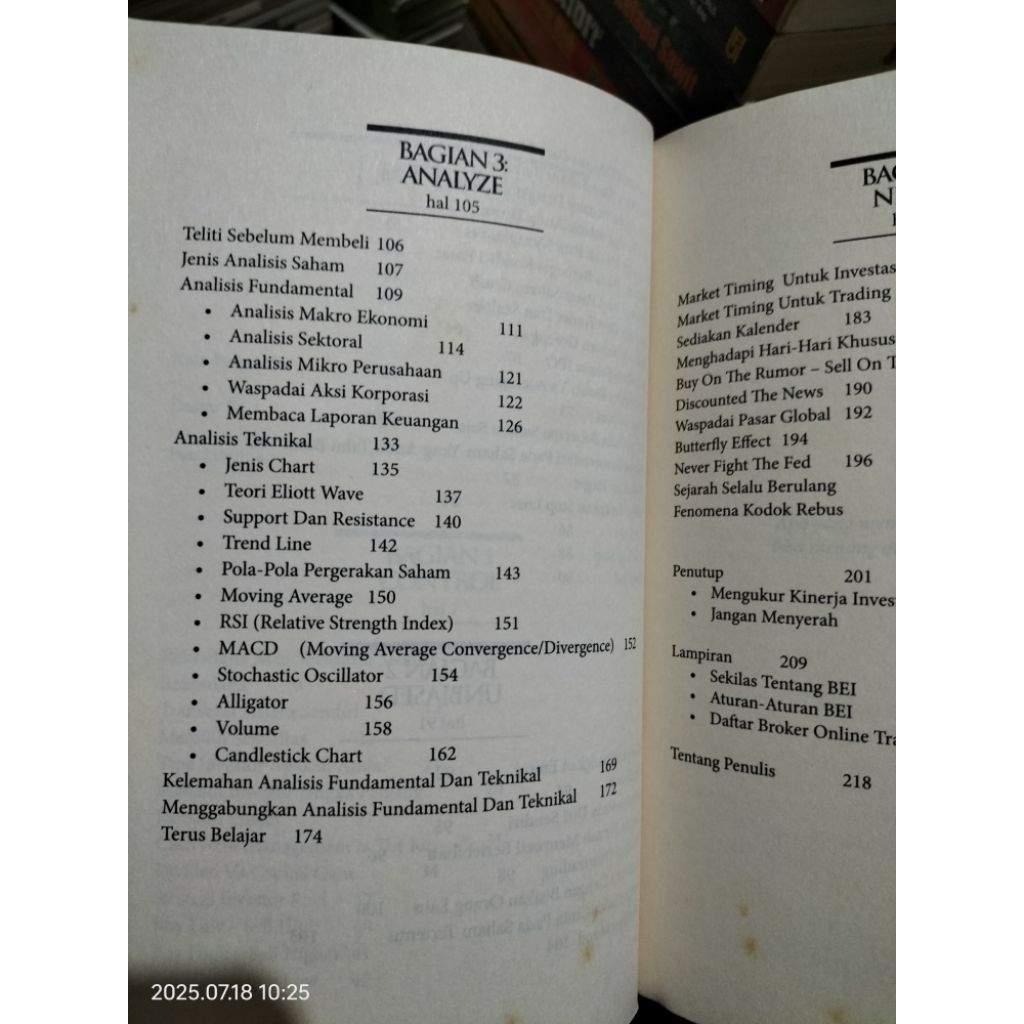 BAGIAN 3:
ANALYZE
hal 105
Teliti Sebelum Membeli 106
Jenis Analisis Saham 107
Analisis Fundamental 109
• Analisis Makro Ekonomi 111
• Analisis Sektoral 114
• Analisis Mikro Perusahaan 121
• Waspadai Aksi Korporasi 122
• Membaca Laporan Keuangan 126
Analisis Teknikal 133
• Jenis Chart 135
• Teori Eliott Wave 137
• Support Dan Resistance 140
• Trend Line 142
• Pola-Pola Pergerakan Saham 143
• Moving Average 150
• RSI (Relative Strength Index) 151
• MACD (Moving Average Convergence/Divergence) 152
• Stochastic Oscillator 154
• Alligator 156
• Volume 158
• Candlestick Chart 162
Kelemahan Analisis Fundamental Dan Teknikal 169
Menggabungkan Analisis Fundamental Dan Teknikal 172
Terus Belajar 174
Market Timing Untuk Investas
Market Timing Untuk Trading
Sediakan Kalender 183
Menghadapi Hari-Hari Khusus
Buy On The Rumor – Sell On T
Discounted The News 190
Waspadai Pasar Global 192
Butterfly Effect 194
Never Fight The Fed 196
Sejarah Selalu Berulang
Fenomena Kodok Rebus
Penutup 201
• Mengukur Kinerja Inves
• Jangan Menyerah
Lampiran 209
• Sekilas Tentang BEI
• Aturan-Aturan BEI
• Daftar Broker Online Tra
Tentang Penulis 218
2025.07.18 10:25